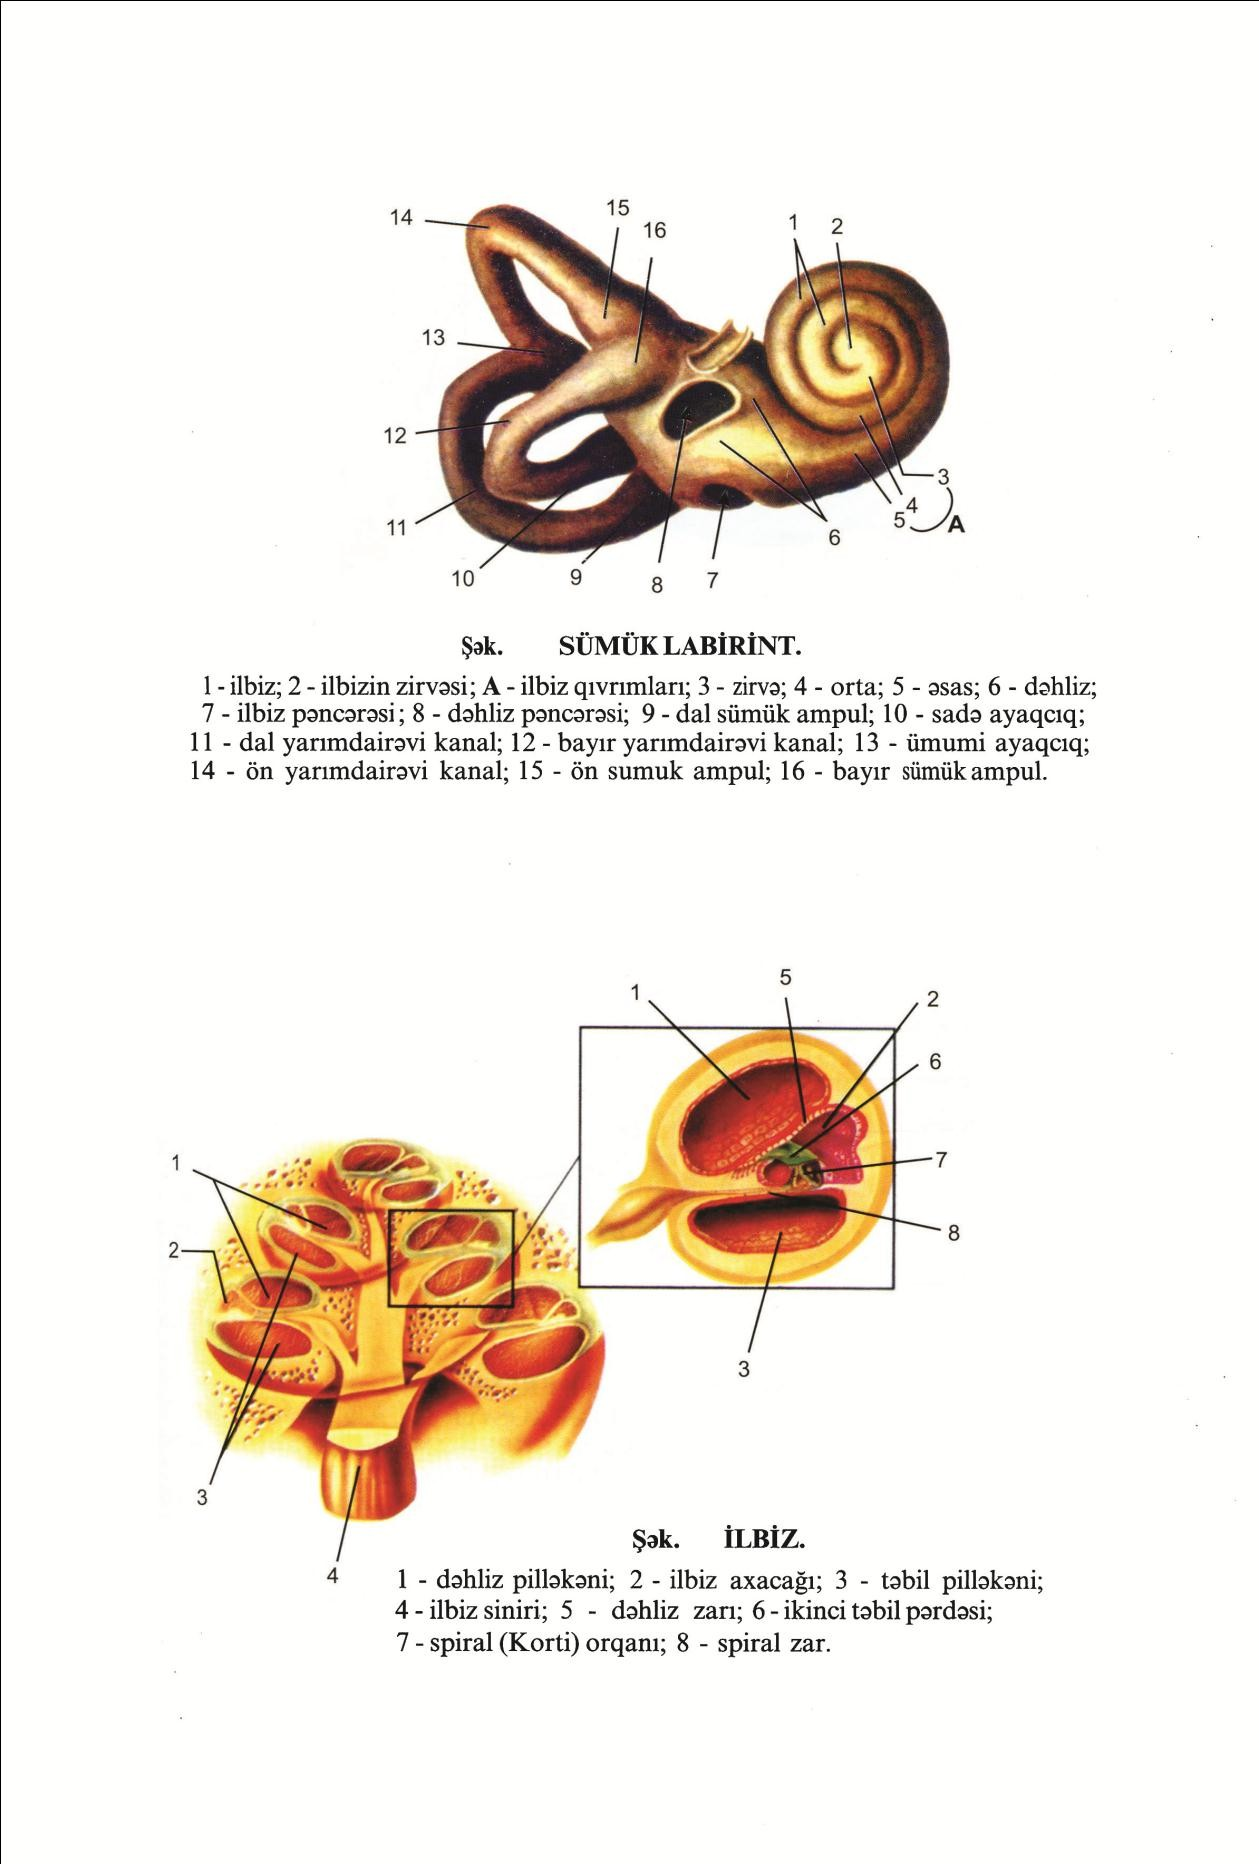 15
14
16
1
2
13
12
3
4
5
A
11
6
10
9
8
7
Şək. SÜMÜK LABİRİNT.
1 - ilbiz; 2 - ilbizin zirvəsi; A - ilbiz qıvrımları; 3 - zirvə; 4 - orta; 5 - əsas; 6 - dəhliz;
7 - ilbiz pəncərəsi; 8 - dəhliz pəncərəsi; 9 - dal sümük ampul; 10 - sadə ayaqcıq;
11 - dal yarımdairəvi kanal; 12 - bayır yarımdairəvi kanal; 13 - ümumi ayaqcıq;
14 - ön yarımdairəvi kanal; 15 - ön sumuk ampul; 16 - bayır sümük ampul.
5
1
2
6
1
7
2
8
3
3
4
Şək. İLBİZ.
1 - dəhliz pilləkəni; 2 - ilbiz axacağı; 3 - təbil pilləkəni;
4 - ilbiz siniri; 5 - dəhliz zarı; 6 - ikinci təbil pərdəsi;
7 - spiral (Korti) orqanı; 8 - spiral zar.